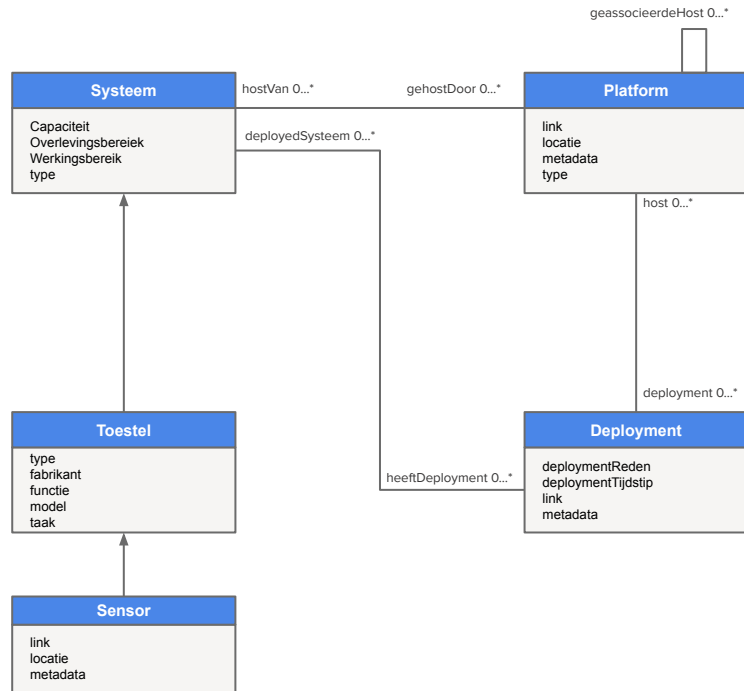 geassocieerdeHost 0...*
Systeem
hostVan 0...*
gehostDoor 0...*
Platform
Capaciteit
Overlevingsbereiek
Werkingsbereik
type
deployedSysteem 0...*
link
locatie
metadata
type
host 0...*
deployment 0...*
Toestel
type
fabrikant
functie
model
taak
heeftDeployment 0...*
Deployment
deploymentReden
deploymentTijdstip
link
metadata
Sensor
link
locatie
metadata